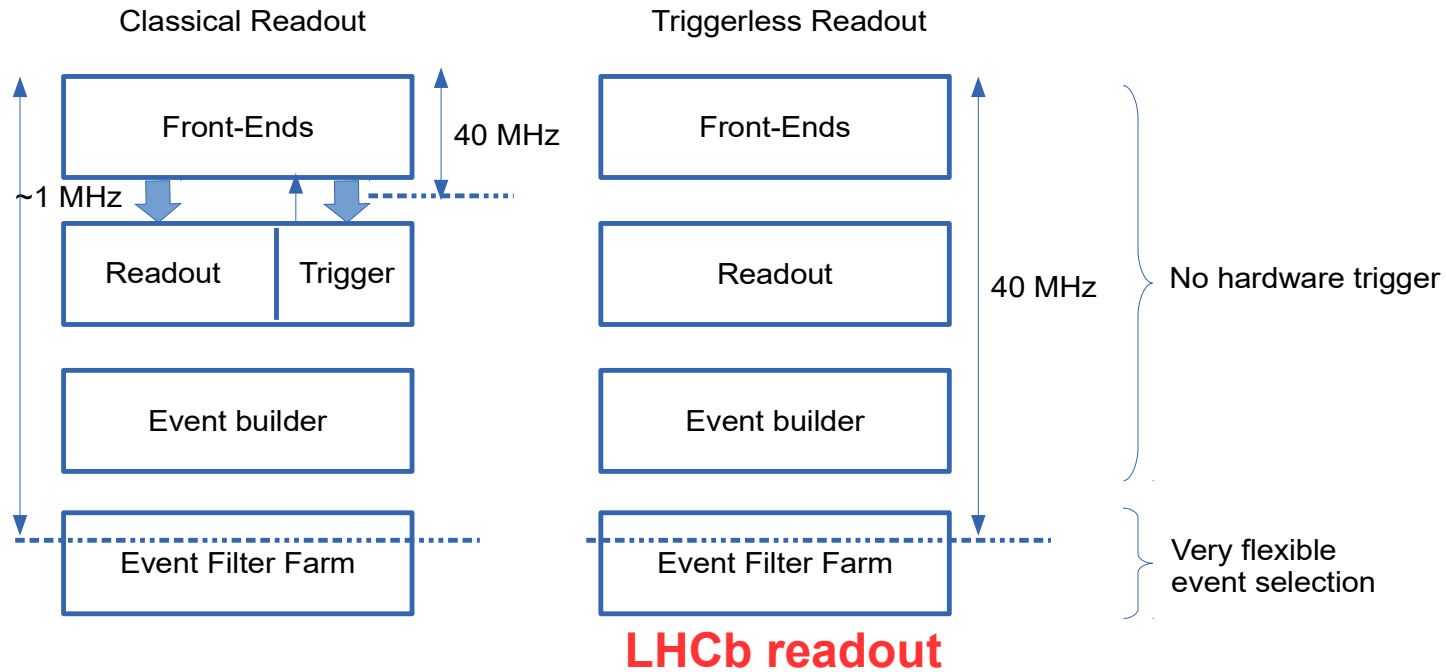 Classical Readout
Triggerless Readout
Front-Ends
40 MHz
Front-Ends
~1 MHz
Readout
Trigger
Readout
40 MHz
No hardware trigger
Event builder
Event builder
Event Filter Farm
Event Filter Farm
Very flexible
event selection
LHCb readout